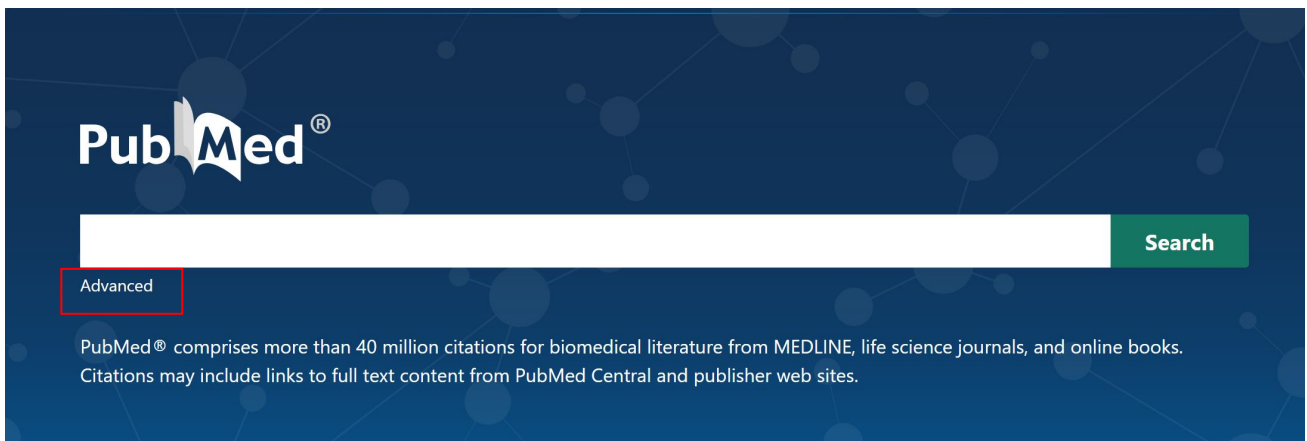 PubMed®
Search
Advanced
PubMed® comprises more than 40 million citations for biomedical literature from MEDLINE, life science journals, and online books.
Citations may include links to full text content from PubMed Central and publisher web sites.